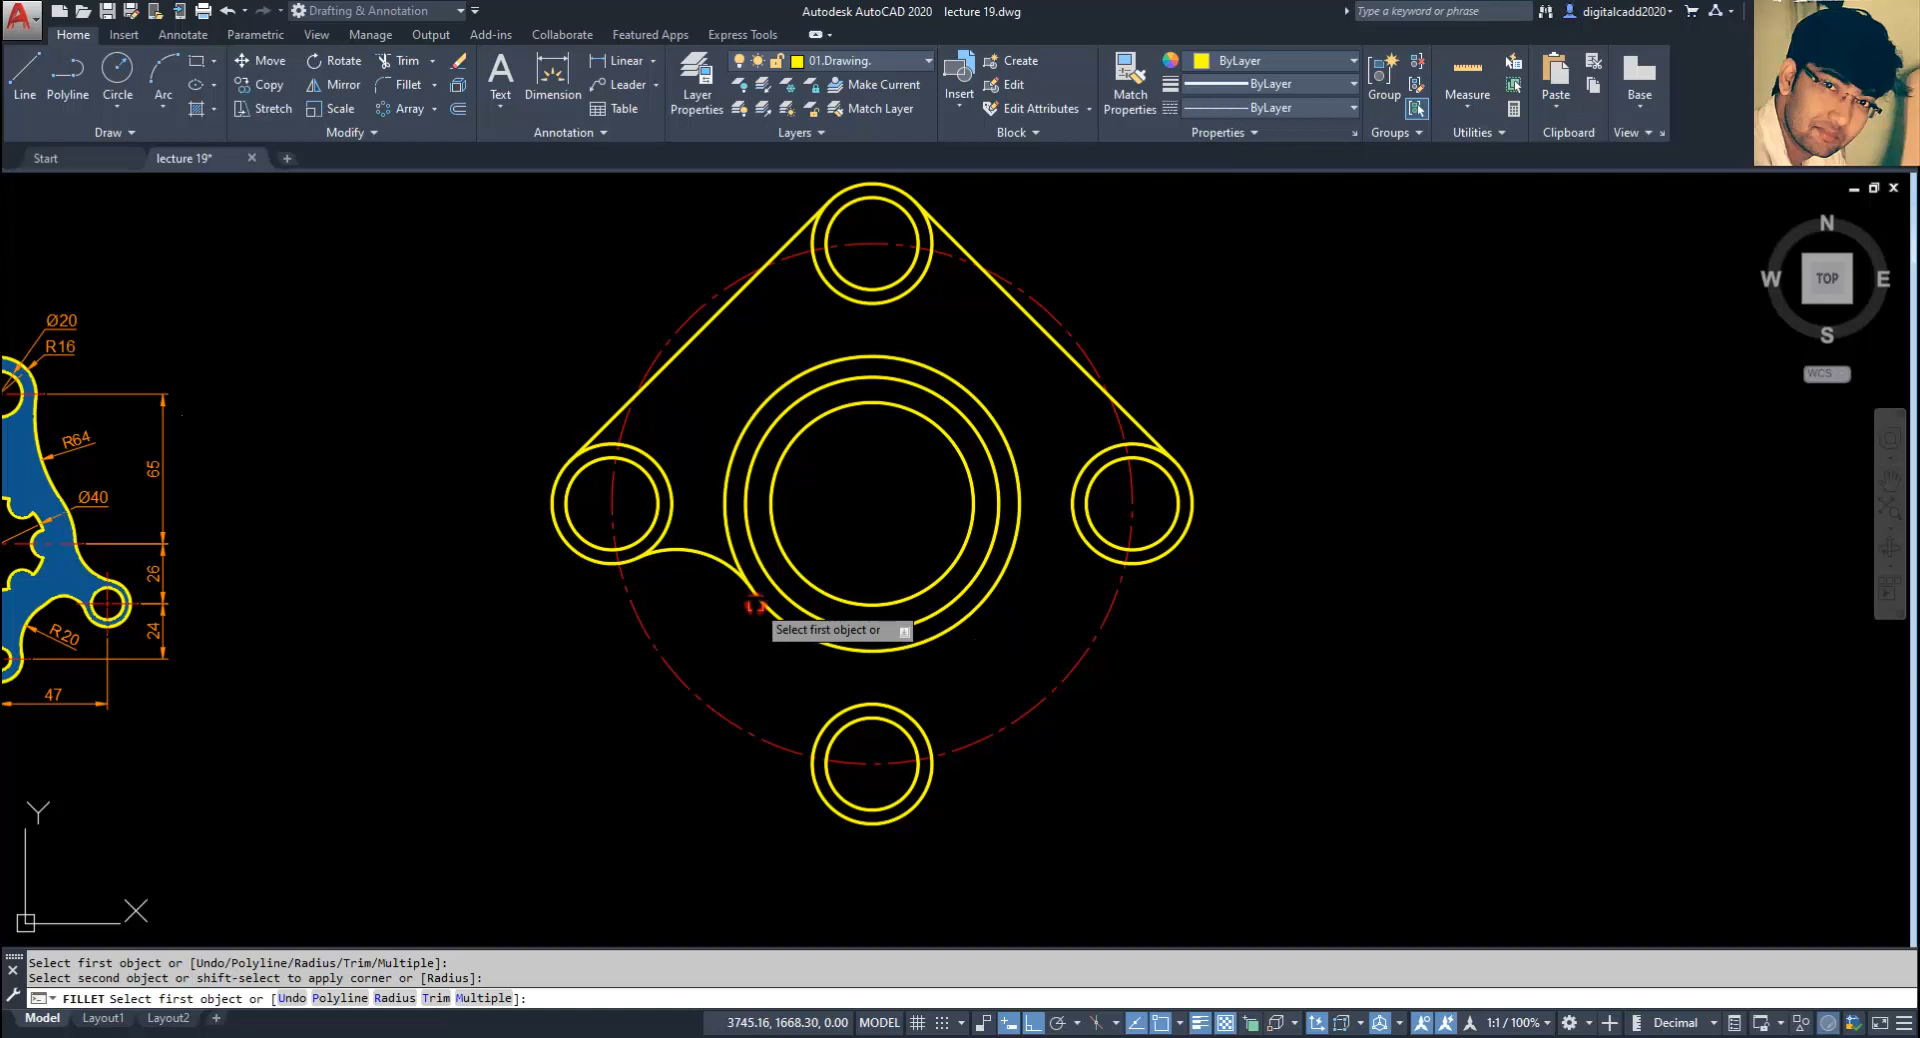 Drafting & Annotation
Autodesk AutoCAD 2020 lecture 19.dwg
Type a keyword or phrase
digitalcadd2020
Home Insert Annotate Parametric View Manage Output Add-ins Collaborate Featured Apps Express Tools
Line
Polyline
Circle
Arc
Draw
Move
Rotate
Trim
Copy
Mirror
Fillet
Stretch
Scale
Array
Modify
Text
Dimension
Linear
Leader
Table
Annotation
Layer
Properties
01.Drawing.
Make Current
Match Layer
Layers
Insert
Create
Edit
Edit Attributes
Block
Match
Properties
ByLayer
ByLayer
ByLayer
Properties
Group
Groups
Measure
Utilities
Paste
Clipboard
Base
View
Start
lecture 19*
N
W
TOP
E
S
WCS
Ø20
R16
R64
65
Ø40
26
R20
24
47
Select first object or
Y
X
Select first object or [Undo/Polyline/Radius/Trim/Multiple]:
Select second object or shift-select to apply corner or [Radius]:
FILLET Select first object or [Undo Polyline Radius Trim Multiple]:
Model Layout1 Layout2
3745.16, 1668.30, 0.00 MODEL
1:1 / 100%
Decimal